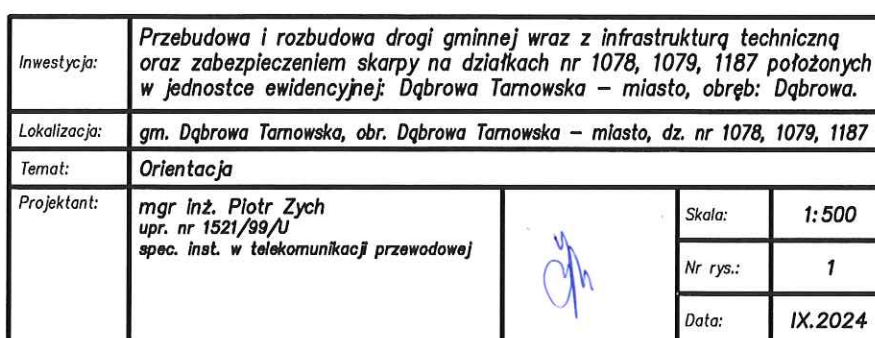 Inwestycja:
Przebudowa i rozbudowa drogi gminnej wraz z infrastrukturą techniczną
oraz zabezpieczeniem skarpy na działkach nr 1078, 1079, 1187 położonych
w jednostce ewidencyjnej: Dąbrowa Tarnowska – miasto, obręb: Dąbrowa.
Lokalizacja:
gm. Dąbrowa Tarnowska, obr. Dąbrowa Tarnowska – miasto, dz. nr 1078, 1079, 1187
Temat:
Orientacja
Projektant:
mgr inż. Piotr Zych
upr. nr 1521/99/U
spec. inst. w telekomunikacji przewodowej
Skala:
1:500
Nr rys.:
1
Data:
IX.2024